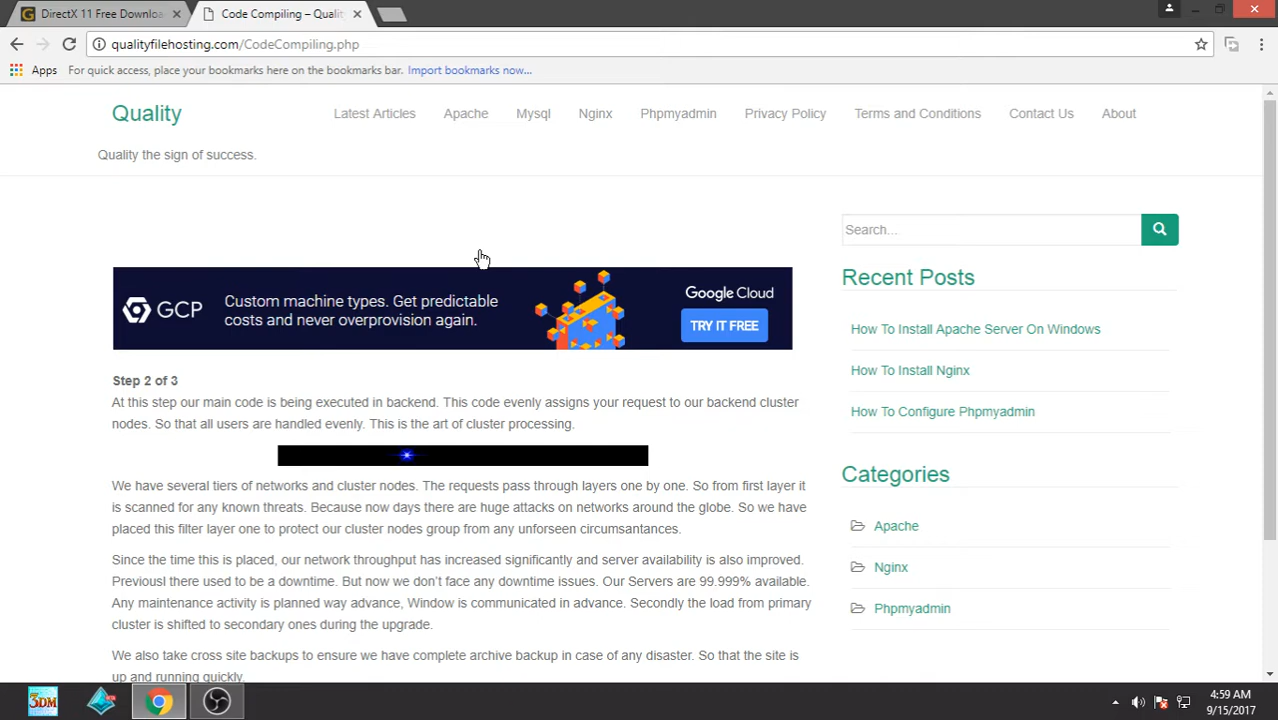 DirectX 11 Free Downloa
Code Compiling – Quality
qualityfilehosting.com/CodeCompiling.php
Apps
For quick access, place your bookmarks here on the bookmarks bar. Import bookmarks now...
Quality
Latest Articles
Apache
Mysql
Nginx
Phpmyadmin
Privacy Policy
Terms and Conditions
Contact Us
About
Quality the sign of success.
Search...
GCP
Custom machine types. Get predictable
costs and never overprovision again.
Google Cloud
TRY IT FREE
Step 2 of 3
At this step our main code is being executed in backend. This code evenly assigns your request to our backend cluster
nodes. So that all users are handled evenly. This is the art of cluster processing.
We have several tiers of networks and cluster nodes. The requests pass through layers one by one. So from first layer it
is scanned for any known threats. Because now days there are huge attacks on networks around the globe. So we have
placed this filter layer one to protect our cluster nodes group from any unforseen circumsantances.
Since the time this is placed, our network throughput has increased significantly and server availability is also improved.
Previousl there used to be a downtime. But now we don't face any downtime issues. Our Servers are 99.999% available.
Any maintenance activity is planned way advance, Window is communicated in advance. Secondly the load from primary
cluster is shifted to secondary ones during the upgrade.
We also take cross site backups to ensure we have complete archive backup in case of any disaster. So that the site is
up and running quickly.
Recent Posts
How To Install Apache Server On Windows
How To Install Nginx
How To Configure Phpmyadmin
Categories
Apache
Nginx
Phpmyadmin
3DM
4:59 AM
9/15/2017